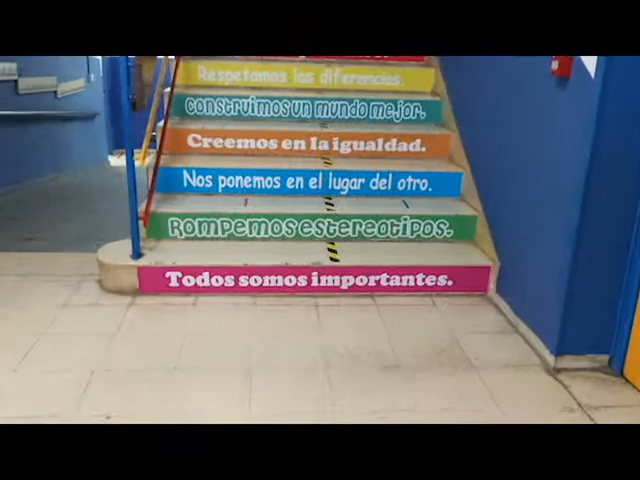 Respetamos las diferencias.
Construimos un mundo mejor.
Creemos en la igualdad.
Nos ponemos en el lugar del otro.
Rompemos estereotipos.
Todos somos importantes.